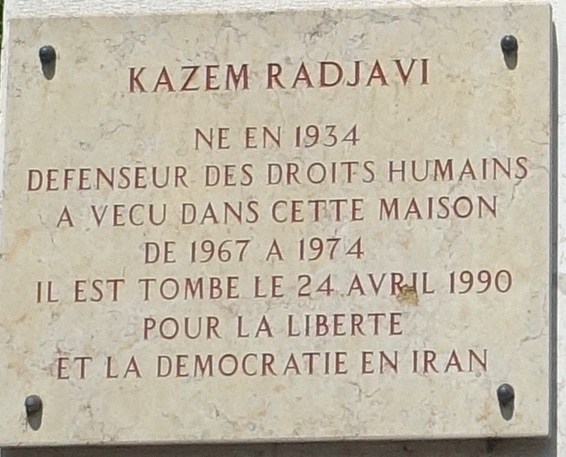 KAZEM RADJAVI
NE EN 1934
DEFENSEUR DES DROITS HUMAINS
A VECU DANS CETTE MAISON
DE 1967 A 1974
IL EST TOMBE LE 24 AVRIL 1990
POUR LA LIBERTE
ET LA DEMOCRATIE EN IRAN